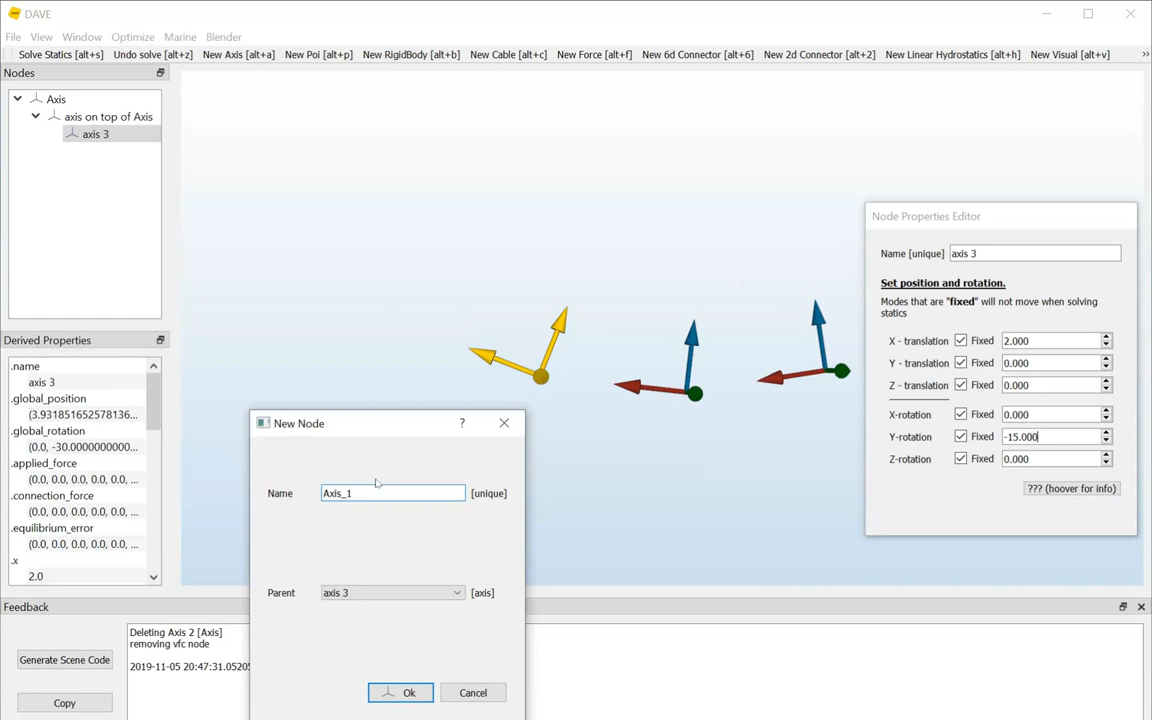 DAVE
File View Window Optimize Marine Blender
Solve Statics [alt+s] Undo solve [alt+z] New Axis [alt+a] New Poi [alt+p] New RigidBody [alt+b] New Cable [alt+c] New Force [alt+f] New 6d Connector [alt+6] New 2d Connector [alt+2] New Linear Hydrostatics [alt+h] New Visual [alt+v] »
Nodes
Axis
axis on top of Axis
axis 3
Node Properties Editor
Name [unique] axis 3
Set position and rotation.
Modes that are "fixed" will not move when solving
statics
X - translation Fixed 2.000
Y - translation Fixed 0.000
Z - translation Fixed 0.000
X-rotation Fixed 0.000
Y-rotation Fixed -15.000
Z-rotation Fixed 0.000
??? (hoover for info)
Derived Properties
.name
axis 3
.global_position
(3.931851652578136...
.global_rotation
(0.0, -30.0000000000...
.applied_force
(0.0, 0.0, 0.0, 0.0, 0.0, ...
.connection_force
(0.0, 0.0, 0.0, 0.0, 0.0, ...
.equilibrium_error
(0.0, 0.0, 0.0, 0.0, 0.0, ...
.x
2.0
New Node ?
Name Axis_1 [unique]
Parent axis 3 [axis]
Ok Cancel
Feedback
Generate Scene Code
Copy
Deleting Axis 2 [Axis]
removing vfc node
2019-11-05 20:47:31.0520